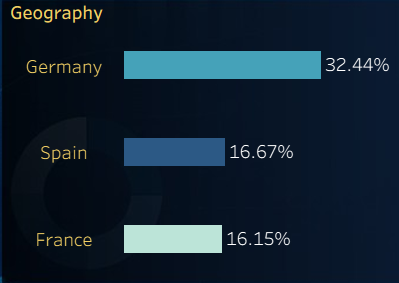 Geography
Germany 32.44%
Spain 16.67%
France 16.15%